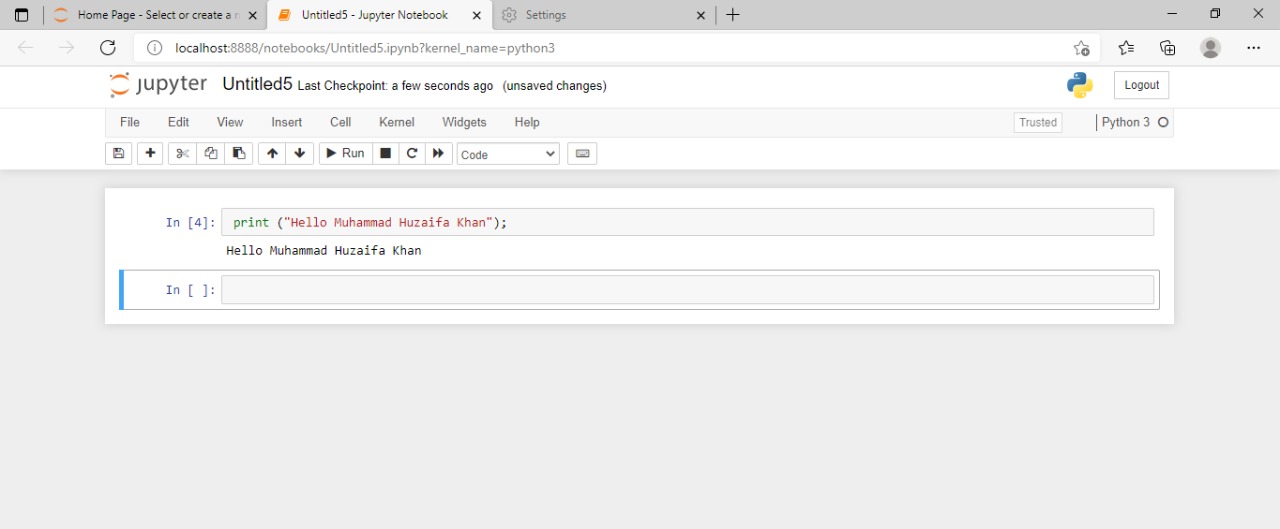 Home Page - Select or create a n
Untitled5 - Jupyter Notebook
Settings
localhost:8888/notebooks/Untitled5.ipynb?kernel_name=python3
jupyter Untitled5 Last Checkpoint: a few seconds ago (unsaved changes)
Logout
File Edit View Insert Cell Kernel Widgets Help Trusted Python 3
Run Code
In [4]: print ("Hello Muhammad Huzaifa Khan");
Hello Muhammad Huzaifa Khan
In [ ]: